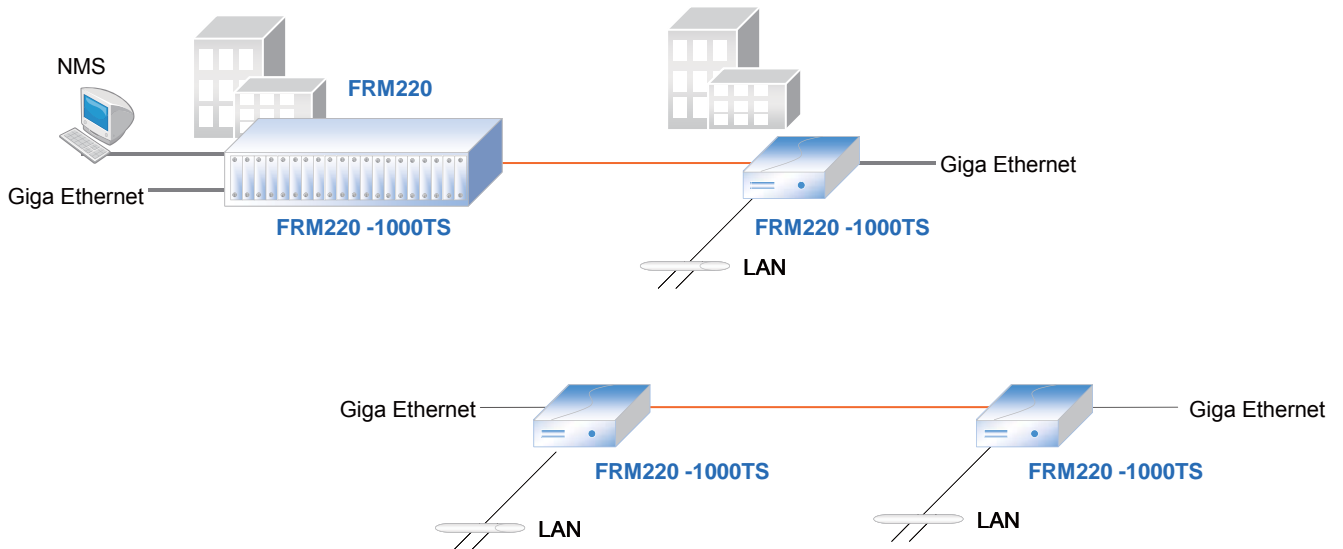 NMS
FRM220
Giga Ethernet
Giga Ethernet
FRM220 -1000TS
FRM220 -1000TS
LAN
Giga Ethernet
Giga Ethernet
FRM220 -1000TS
FRM220 -1000TS
LAN
LAN